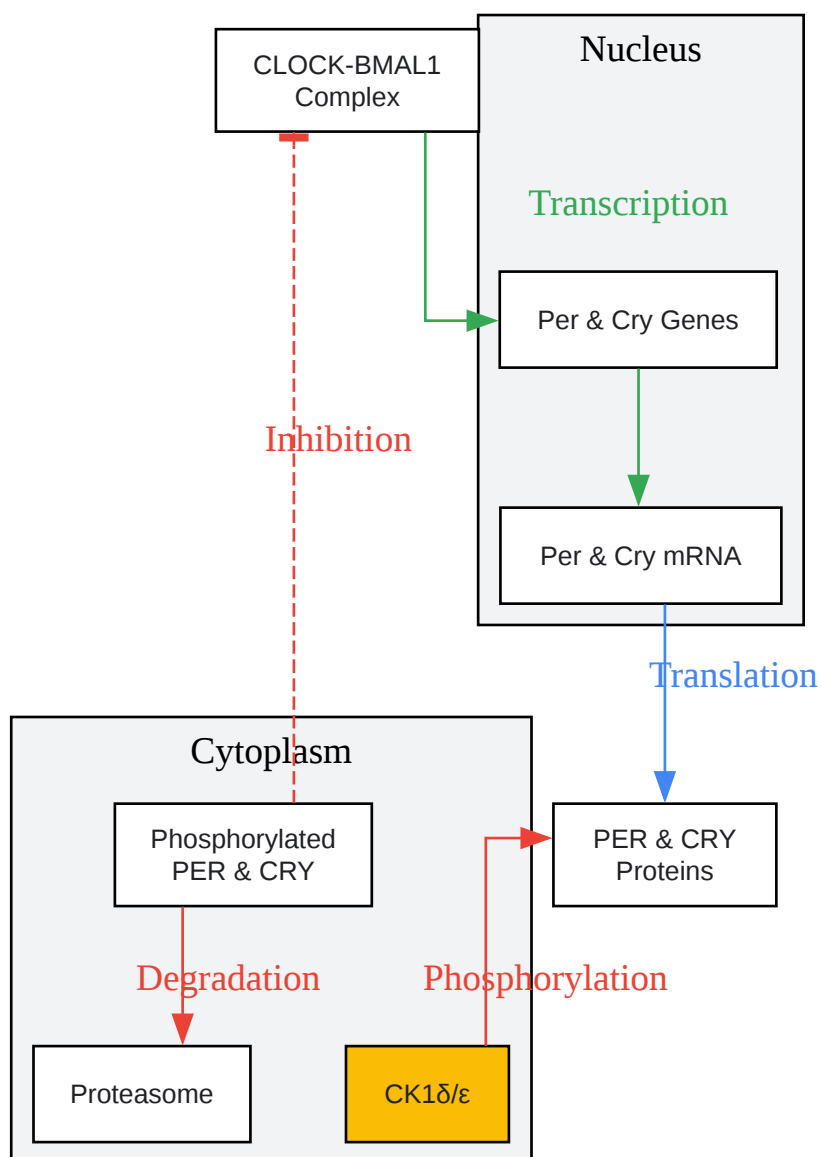 CLOCK-BMAL1
Complex
Nucleus
Transcription
Per & Cry Genes
Inhibition
Per & Cry mRNA
Translation
Cytoplasm
Phosphorylated
PER & CRY
PER & CRY
Proteins
Degradation
Phosphorylation
Proteasome
CK1δ/ε